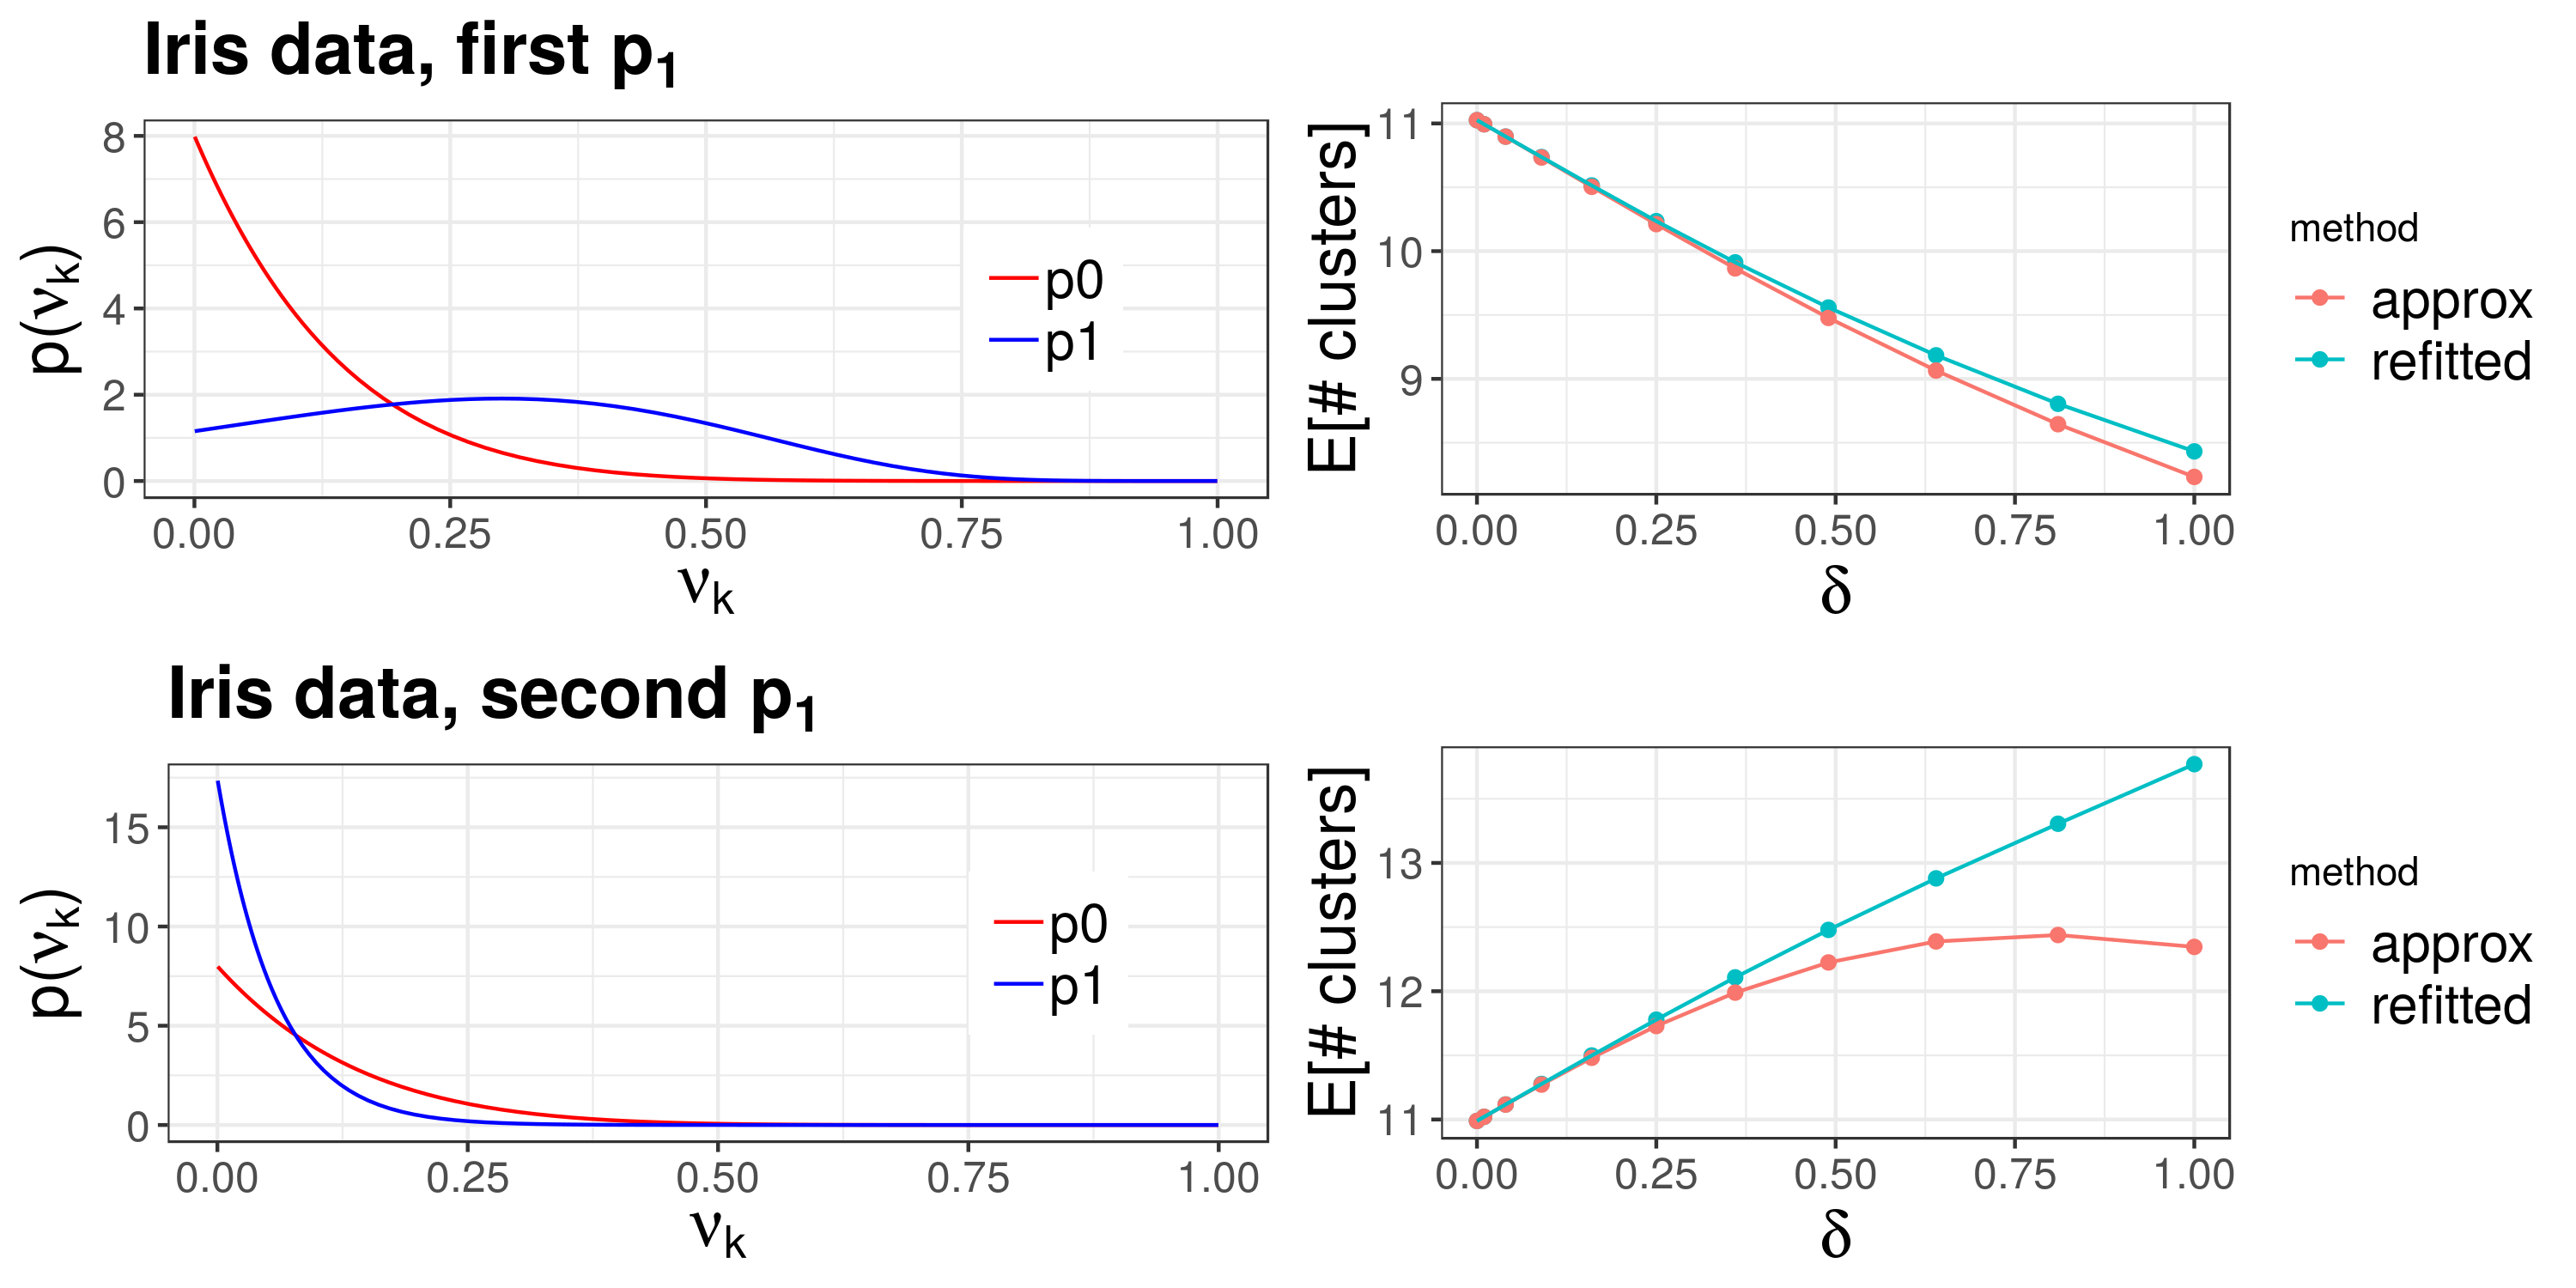 Iris data, first p₁
p(νₖ)
8
6
4
2
0
p0
p1
0.00 0.25 0.50 0.75 1.00
νₖ
E[# clusters]
11
10
9
0.00 0.25 0.50 0.75 1.00
δ
method
approx
refitted
Iris data, second p₁
p(νₖ)
15
10
5
0
p0
p1
0.00 0.25 0.50 0.75 1.00
νₖ
E[# clusters]
13
12
11
0.00 0.25 0.50 0.75 1.00
δ
method
approx
refitted